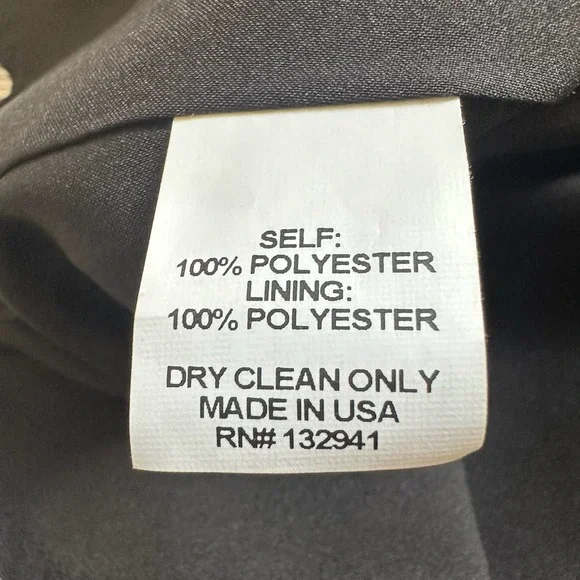 SELF:
100% POLYESTER
LINING:
100% POLYESTER
DRY CLEAN ONLY
MADE IN USA
RN# 132941